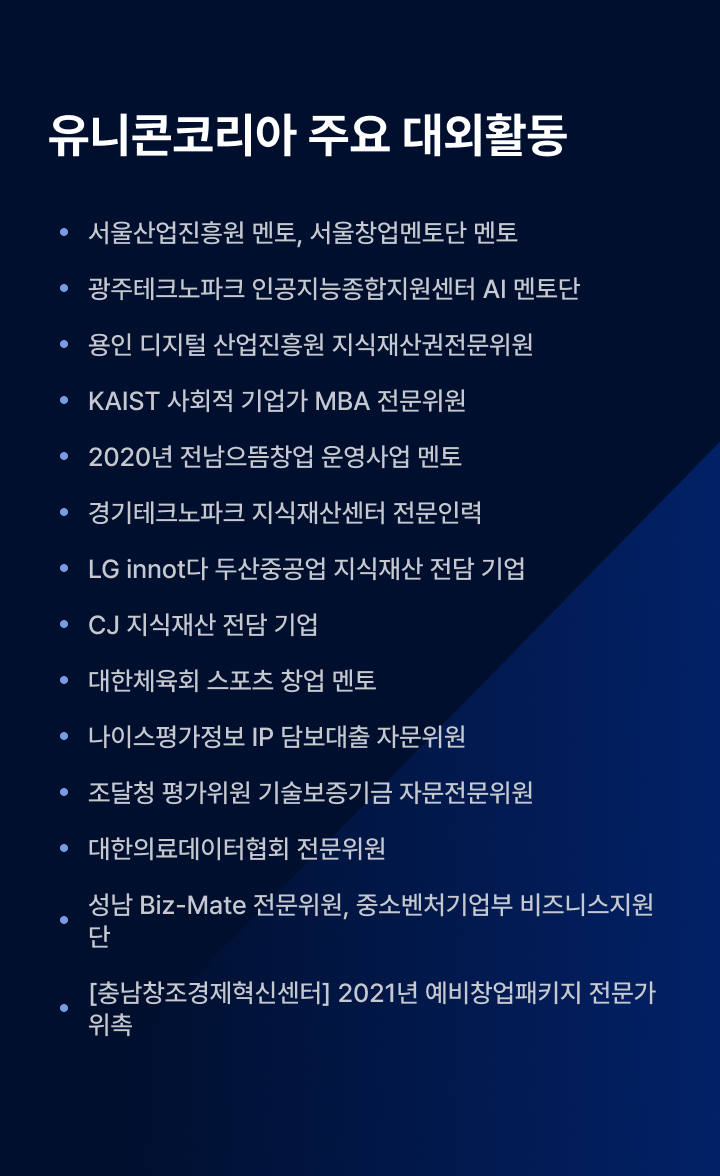 유니콘코리아 주요 대외활동
서울산업진흥원 멘토, 서울창업멘토단 멘토
광주테크노파크 인공지능종합지원센터 AI 멘토단
용인 디지털 산업진흥원 지식재산권전문위원
KAIST 사회적 기업가 MBA 전문위원
2020년 전남으뜸창업 운영사업 멘토
경기테크노파크 지식재산센터 전문인력
LG innot다 두산중공업 지식재산 전담 기업
CJ 지식재산 전담 기업
대한체육회 스포츠 창업 멘토
나이스평가정보 IP 담보대출 자문위원
조달청 평가위원 기술보증기금 자문전문위원
대한의료데이터협회 전문위원
성남 Biz-Mate 전문위원, 중소벤처기업부 비즈니스지원
단
[충남창조경제혁신센터] 2021년 예비창업패키지 전문가
위촉